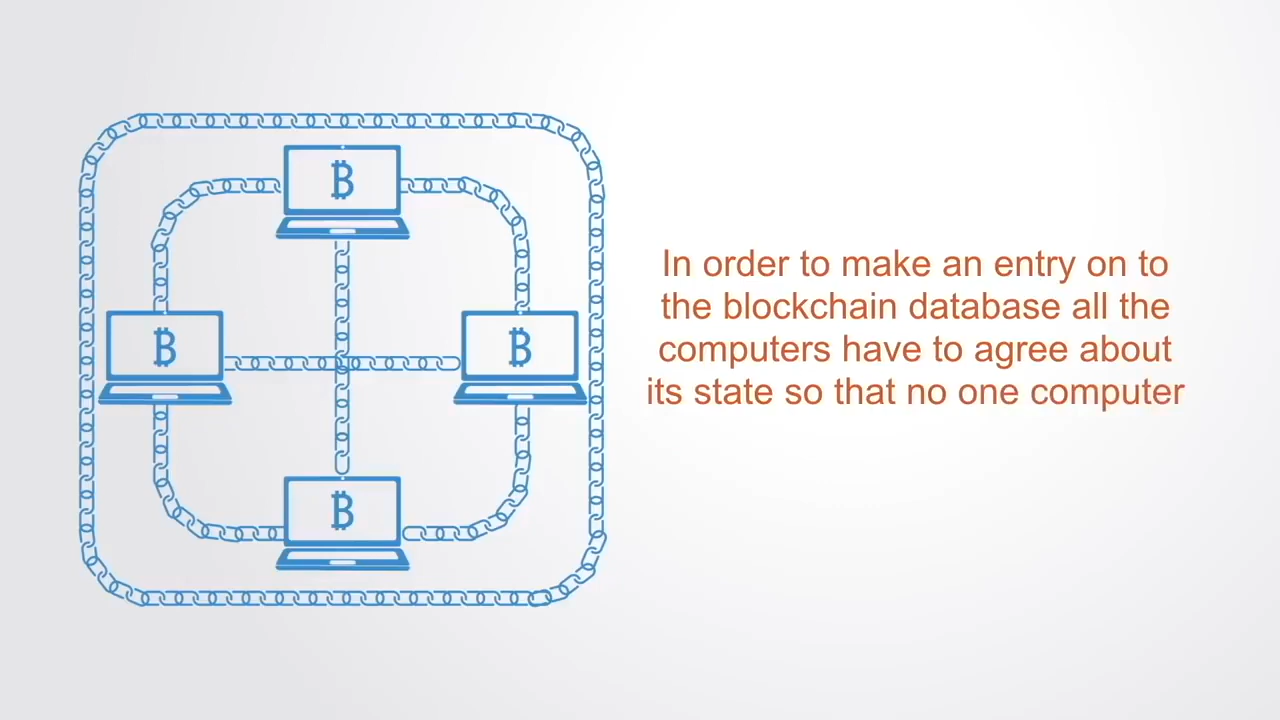 In order to make an entry on to
the blockchain database all the
computers have to agree about
its state so that no one computer